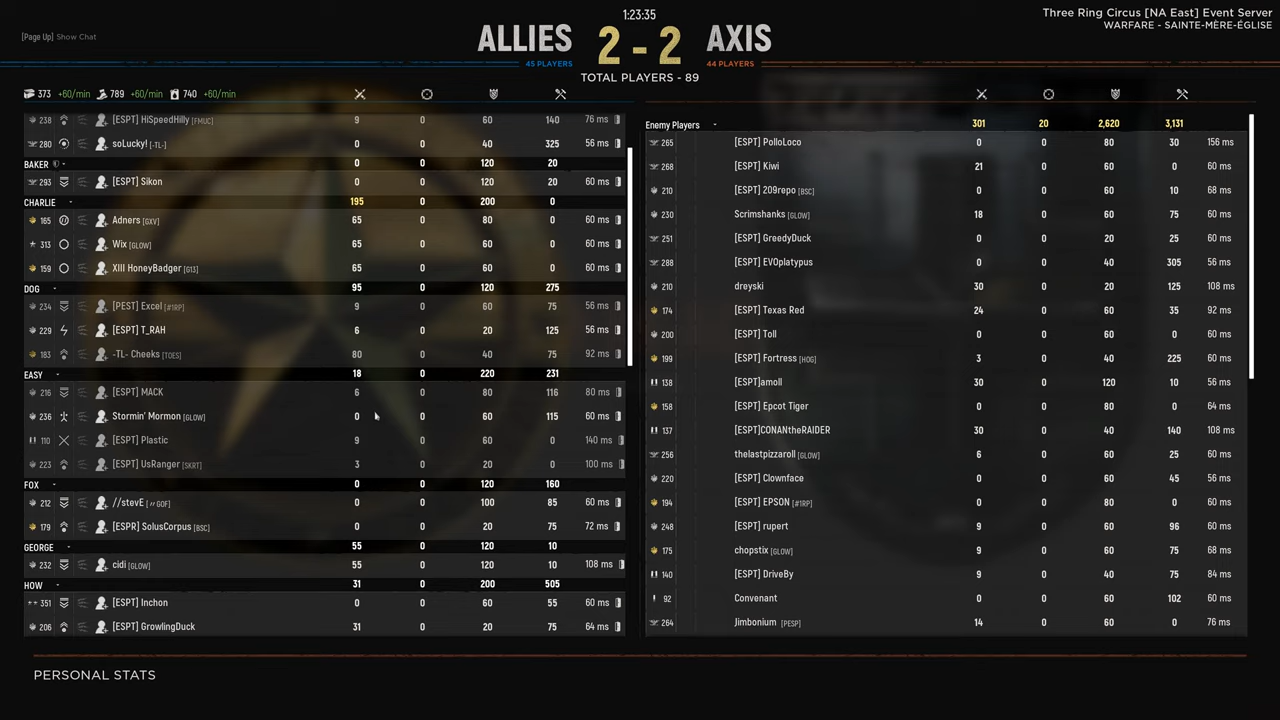 1:23:35
Three Ring Circus [NA East] Event Server
WARFARE - SAINTE-MÈRE-ÉGLISE
[Page Up] Show Chat
ALLIES 2 - 2 AXIS
45 PLAYERS 44 PLAYERS
TOTAL PLAYERS - 89
373 +60/min 789 +60/min 740 +60/min
238 [ESPT] HiSpeedHilly [FMUC] 9 0 60 140 76 ms
280 soLucky! [-TL-] 0 0 40 325 56 ms
BAKER 0 0 120 20
293 [ESPT] Sikon 0 0 120 20 60 ms
CHARLIE 195 0 200 0
165 Adners [GXV] 65 0 80 0 60 ms
313 Wix [GLOW] 65 0 60 0 60 ms
159 XIII HoneyBadger [G13] 65 0 60 0 60 ms
DOG 95 0 120 275
234 [PEST] Excel [#1RP] 9 0 60 75 56 ms
229 [ESPT] T_RAH 6 0 20 125 56 ms
183 -TL- Cheeks [TOES] 80 0 40 75 92 ms
EASY 18 0 220 231
216 [ESPT] MACK 6 0 80 116 80 ms
236 Stormin' Mormon [GLOW] 0 0 60 115 60 ms
110 [ESPT] Plastic 9 0 60 0 140 ms
223 [ESPT] UsRanger [SKRT] 3 0 20 0 100 ms
FOX 0 0 120 160
212 //stevE [〃GOF] 0 0 100 85 60 ms
179 [ESPR] SolusCorpus [BSC] 0 0 20 75 72 ms
GEORGE 55 0 120 10
232 cidi [GLOW] 55 0 120 10 108 ms
HOW 31 0 200 505
351 [ESPT] Inchon 0 0 60 55 60 ms
206 [ESPT] GrowlingDuck 31 0 20 75 64 ms
Enemy Players 301 20 2,620 3,131
265 [ESPT] PolloLoco 0 0 80 30 156 ms
268 [ESPT] Kiwi 21 0 60 0 60 ms
210 [ESPT] 209repo [BSC] 0 0 60 10 68 ms
230 Scrimshanks [GLOW] 18 0 60 75 60 ms
251 [ESPT] GreedyDuck 0 0 20 25 60 ms
288 [ESPT] EVOplatypus 0 0 40 305 56 ms
210 dreyski 30 0 20 125 108 ms
174 [ESPT] Texas Red 24 0 60 35 92 ms
200 [ESPT] Toll 0 0 60 0 60 ms
199 [ESPT] Fortress [HOG] 3 0 40 225 60 ms
138 [ESPT]amoll 30 0 120 10 56 ms
158 [ESPT] Epcot Tiger 0 0 80 0 64 ms
137 [ESPT]CONANtheRAIDER 30 0 40 140 108 ms
256 thelastpizzaroll [GLOW] 6 0 60 25 60 ms
220 [ESPT] Clownface 0 0 60 45 56 ms
194 [ESPT] EPSON [#1RP] 0 0 80 0 60 ms
248 [ESPT] rupert 9 0 60 96 60 ms
175 chopstix [GLOW] 9 0 60 75 68 ms
140 [ESPT] DriveBy 9 0 40 75 84 ms
92 Convenant 0 0 60 102 60 ms
264 Jimbonium [PESP] 14 0 60 0 76 ms
PERSONAL STATS